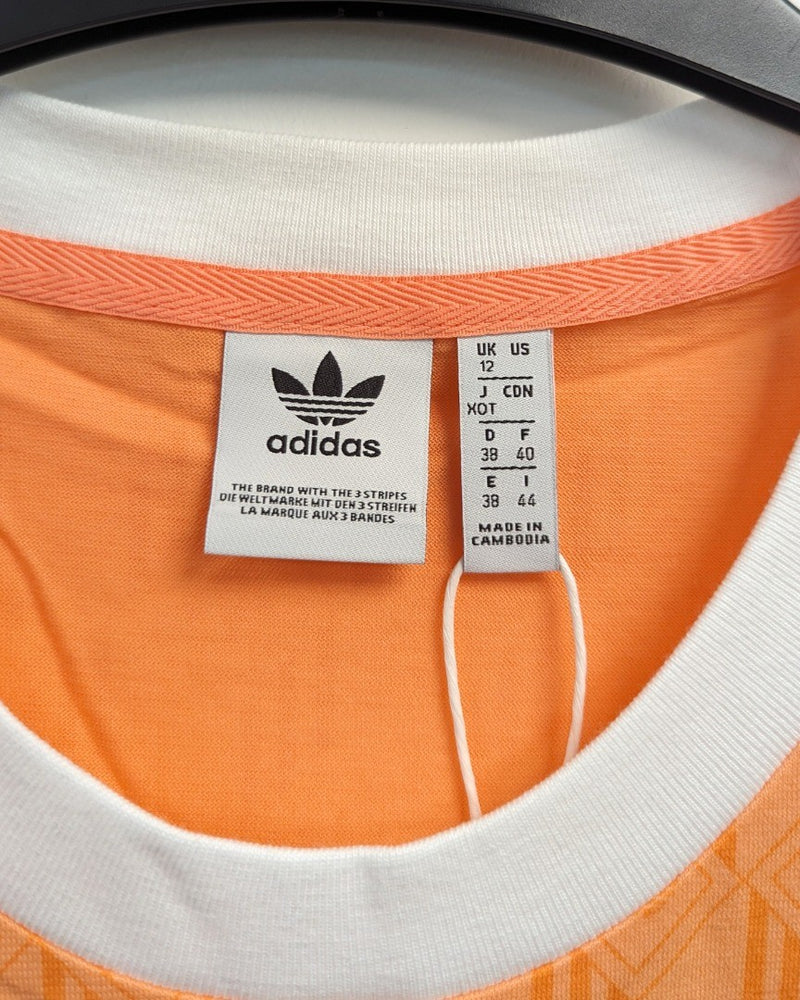 adidas
THE BRAND WITH THE 3 STRIPES
DIE WELTMARKE MIT DEN 3 STREIFEN
LA MARQUE AUX 3 BANDES
UK US
12
J CDN
XOT
D F
38 40
E I
38 44
MADE IN
CAMBODIA